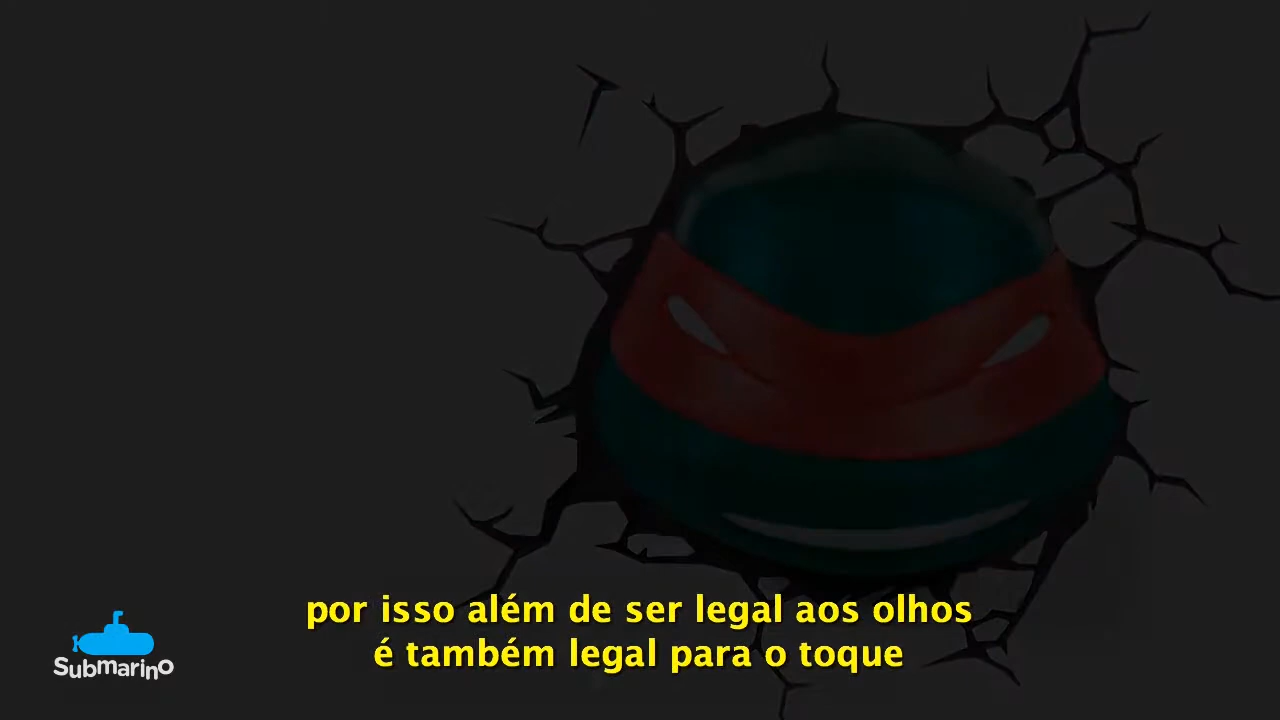 por isso além de ser legal aos olhos
é também legal para o toque
Submarino